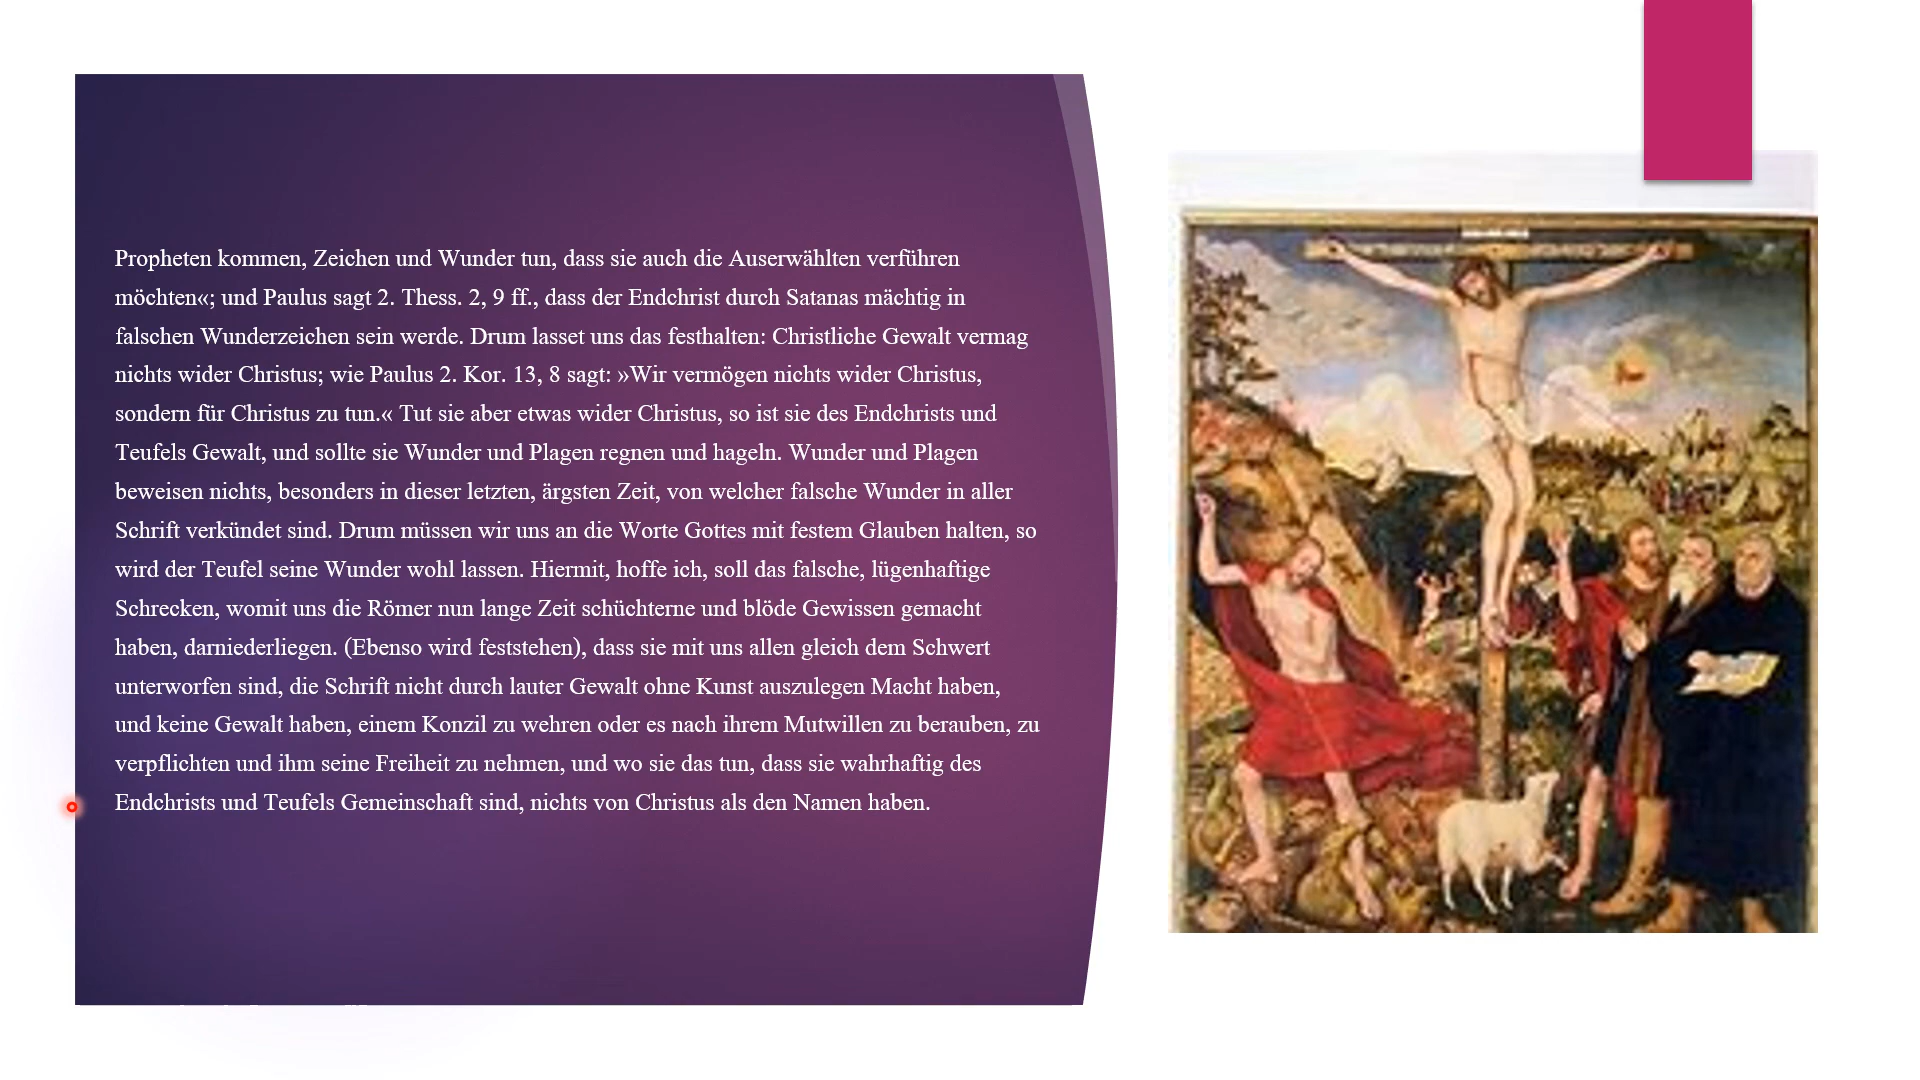 Propheten kommen, Zeichen und Wunder tun, dass sie auch die Auserwählten verführen
möchten«; und Paulus sagt 2. Thess. 2, 9 ff., dass der Endchrist durch Satanas mächtig in
falschen Wunderzeichen sein werde. Drum lasset uns das festhalten: Christliche Gewalt vermag
nichts wider Christus; wie Paulus 2. Kor. 13, 8 sagt: »Wir vermögen nichts wider Christus,
sondern für Christus zu tun.« Tut sie aber etwas wider Christus, so ist sie des Endchrists und
Teufels Gewalt, und sollte sie Wunder und Plagen regnen und hageln. Wunder und Plagen
beweisen nichts, besonders in dieser letzten, ärgsten Zeit, von welcher falsche Wunder in aller
Schrift verkündet sind. Drum müssen wir uns an die Worte Gottes mit festem Glauben halten, so
wird der Teufel seine Wunder wohl lassen. Hiermit, hoffe ich, soll das falsche, lügenhaftige
Schrecken, womit uns die Römer nun lange Zeit schüchterne und blöde Gewissen gemacht
haben, darniederliegen. (Ebenso wird feststehen), dass sie mit uns allen gleich dem Schwert
unterworfen sind, die Schrift nicht durch lauter Gewalt ohne Kunst auszulegen Macht haben,
und keine Gewalt haben, einem Konzil zu wehren oder es nach ihrem Mutwillen zu berauben, zu
verpflichten und ihm seine Freiheit zu nehmen, und wo sie das tun, dass sie wahrhaftig des
Endchrists und Teufels Gemeinschaft sind, nichts von Christus als den Namen haben.